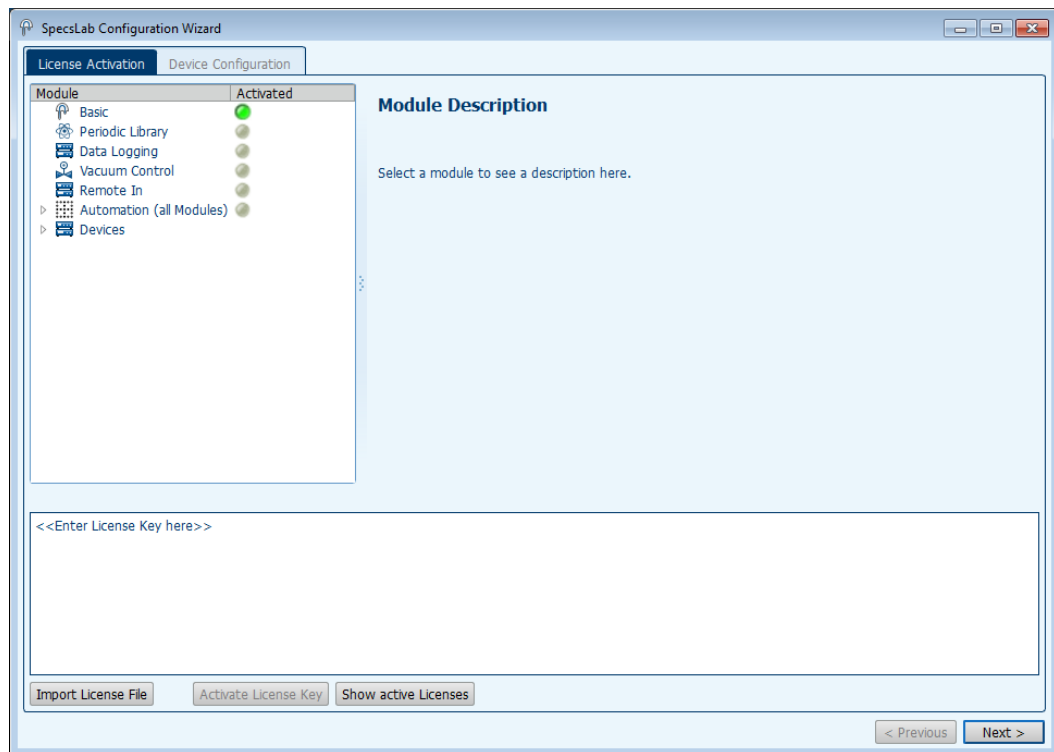 SpecsLab Configuration Wizard
License Activation Device Configuration
Module Activated
Basic
Periodic Library
Data Logging
Vacuum Control
Remote In
Automation (all Modules)
Devices
Module Description
Select a module to see a description here.
<<Enter License Key here>>
Import License File Activate License Key Show active Licenses
< Previous Next >